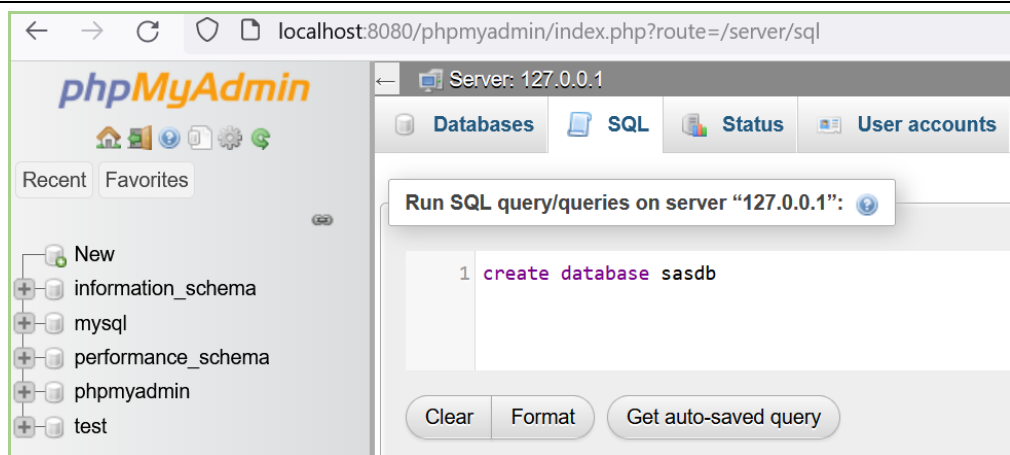 localhost:8080/phpmyadmin/index.php?route=/server/sql
phpMyAdmin
Recent Favorites
New
information_schema
mysql
performance_schema
phpmyadmin
test
Server: 127.0.0.1
Databases SQL Status User accounts
Run SQL query/queries on server “127.0.0.1”:
1 create database sasdb
Clear Format Get auto-saved query